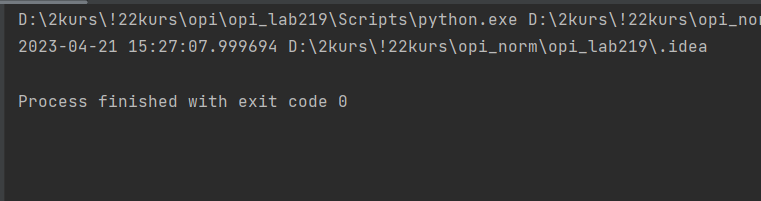 D:\2kurs\!22kurs\opi\opi_lab219\Scripts\python.exe D:\2kurs\!22kurs\opi_nor
2023-04-21 15:27:07.999694 D:\2kurs\!22kurs\opi_norm\opi_lab219\.idea
Process finished with exit code 0